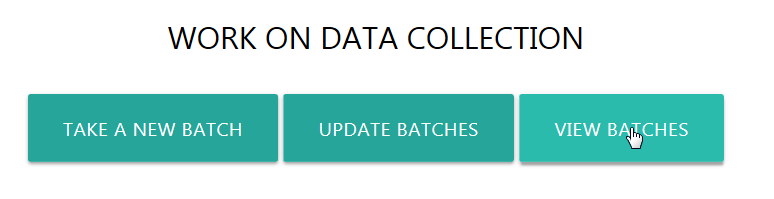 WORK ON DATA COLLECTION
TAKE A NEW BATCH UPDATE BATCHES VIEW BATCHES